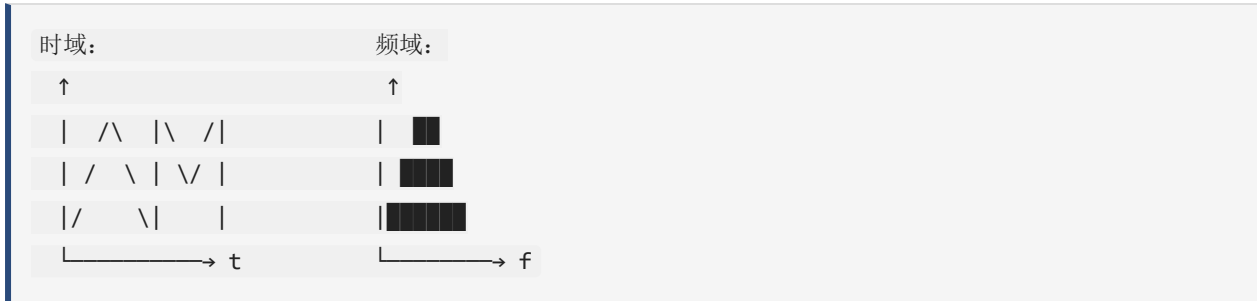 时域：                    频域：
  ↑                        ↑
  |  /\  |\  /|           |  ██
  | /  \ | \/ |           | ████
  |/    \|    |           |██████
  └──────────→ t          └────────→ f